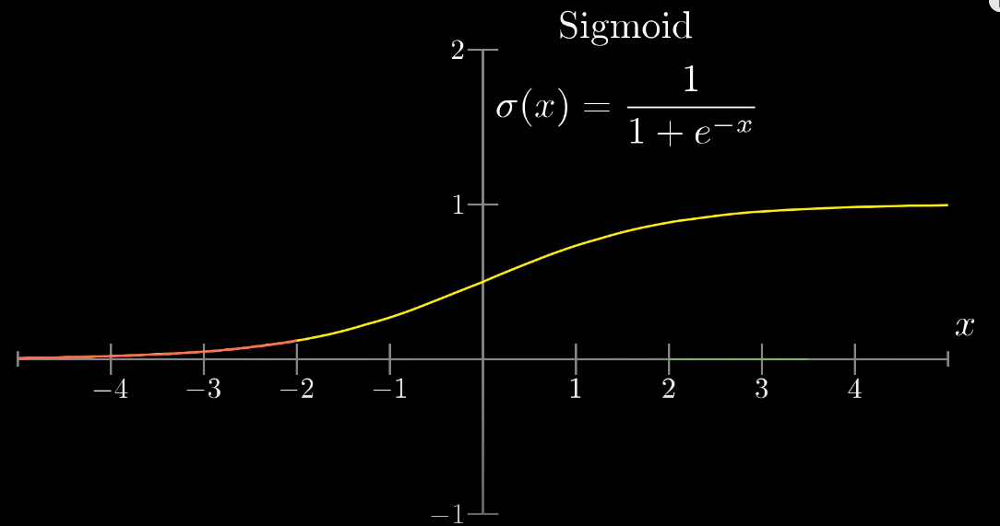 Sigmoid
2
σ(x) = 1 / (1 + e^{-x})
1
x
−4 −3 −2 −1 1 2 3 4
−1